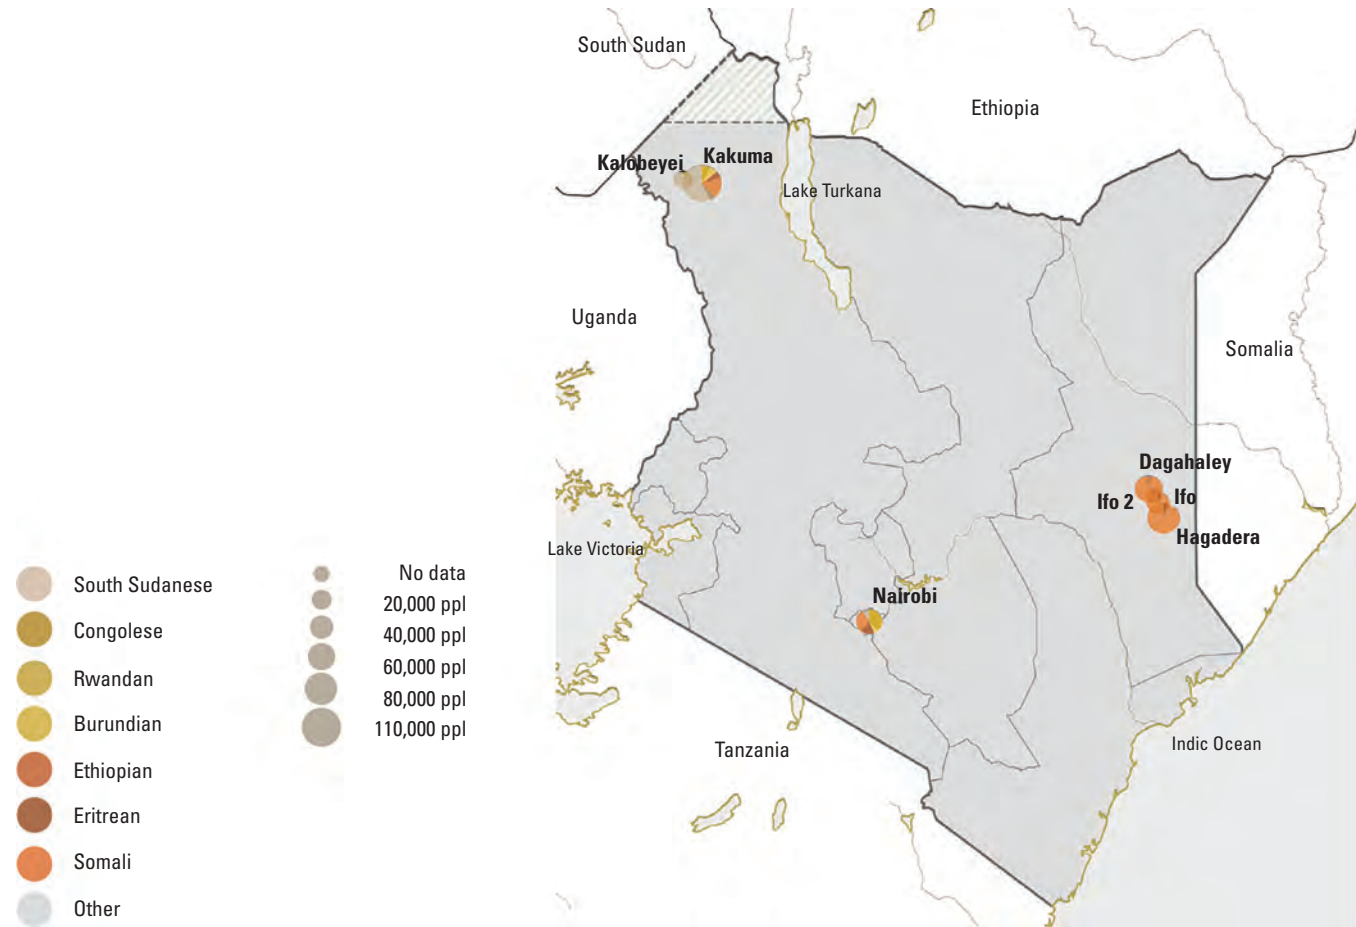 South Sudan
Ethiopia
Kalobeyei
Kakuma
Lake Turkana
Uganda
Somalia
Dagahaley
Ifo 2
Ifo
Hagadera
Lake Victoria
Nairobi
Tanzania
Indic Ocean
South Sudanese
Congolese
Rwandan
Burundian
Ethiopian
Eritrean
Somali
Other
No data
20,000 ppl
40,000 ppl
60,000 ppl
80,000 ppl
110,000 ppl